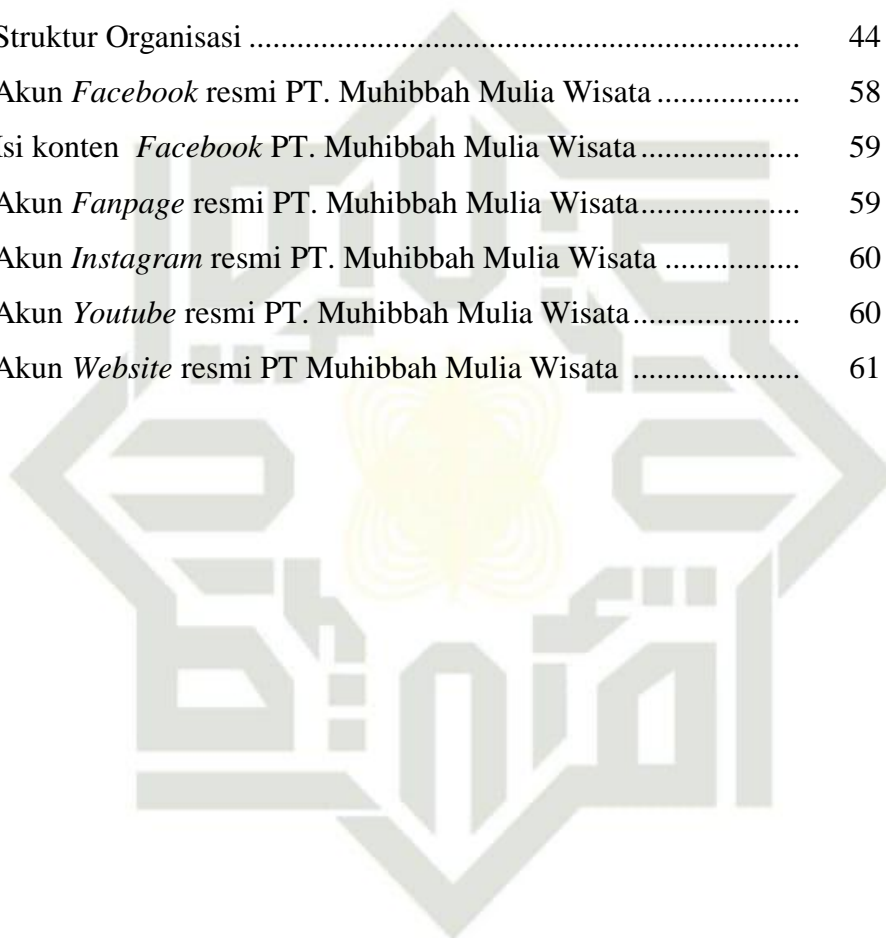 Struktur Organisasi .................................................................... 44
Akun Facebook resmi PT. Muhibbah Mulia Wisata .................. 58
Isi konten Facebook PT. Muhibbah Mulia Wisata .................... 59
Akun Fanpage resmi PT. Muhibbah Mulia Wisata .................... 59
Akun Instagram resmi PT. Muhibbah Mulia Wisata ................. 60
Akun Youtube resmi PT. Muhibbah Mulia Wisata ..................... 60
Akun Website resmi PT Muhibbah Mulia Wisata ..................... 61